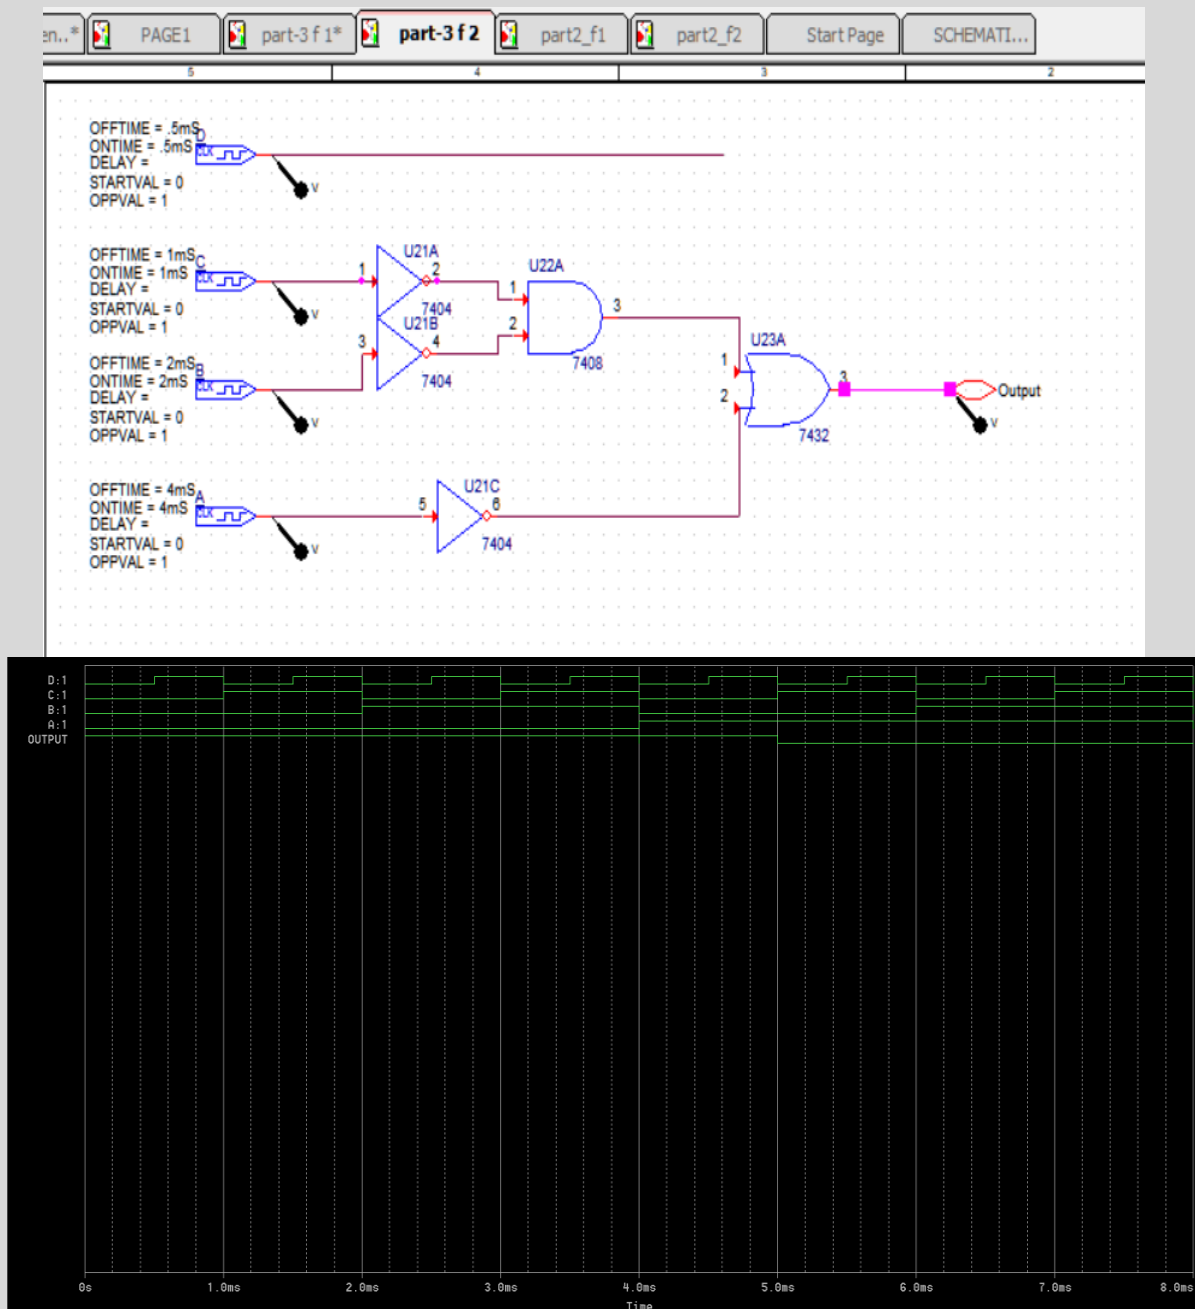 en..* PAGE1 part-3 f 1* part-3 f 2 part2_f1 part2_f2 Start Page SCHEMATI...
5 4 3 2
OFFTIME = .5mS
D
ONTIME = .5mS CLK
DELAY =
V
STARTVAL = 0
OPPVAL = 1
OFFTIME = 1mS
C
ONTIME = 1mS CLK
DELAY =
V
STARTVAL = 0
OPPVAL = 1
1 U21A 2
7404
U21B
3 4
7404
U22A
1
2
3
7408
OFFTIME = 2mS
B
ONTIME = 2mS CLK
DELAY =
V
STARTVAL = 0
OPPVAL = 1
U23A
1
2
3
7432
Output
V
OFFTIME = 4mS
A
ONTIME = 4mS CLK
DELAY =
V
STARTVAL = 0
OPPVAL = 1
U21C
5 6
7404
D:1
C:1
B:1
A:1
OUTPUT
0s 1.0ms 2.0ms 3.0ms 4.0ms 5.0ms 6.0ms 7.0ms 8.0ms
Time